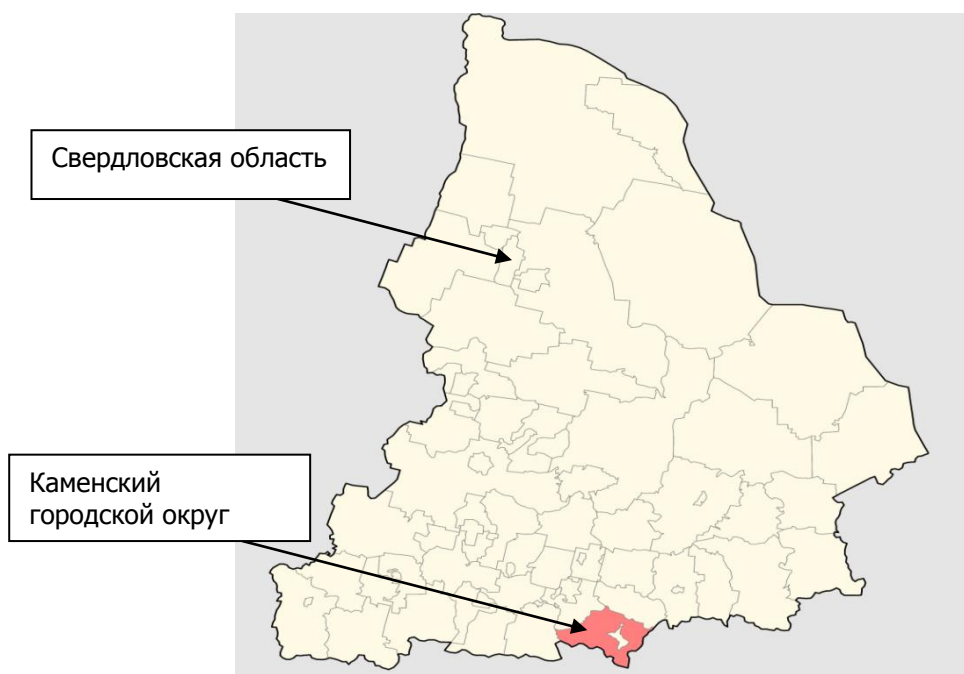 Свердловская область
Каменский
городской округ